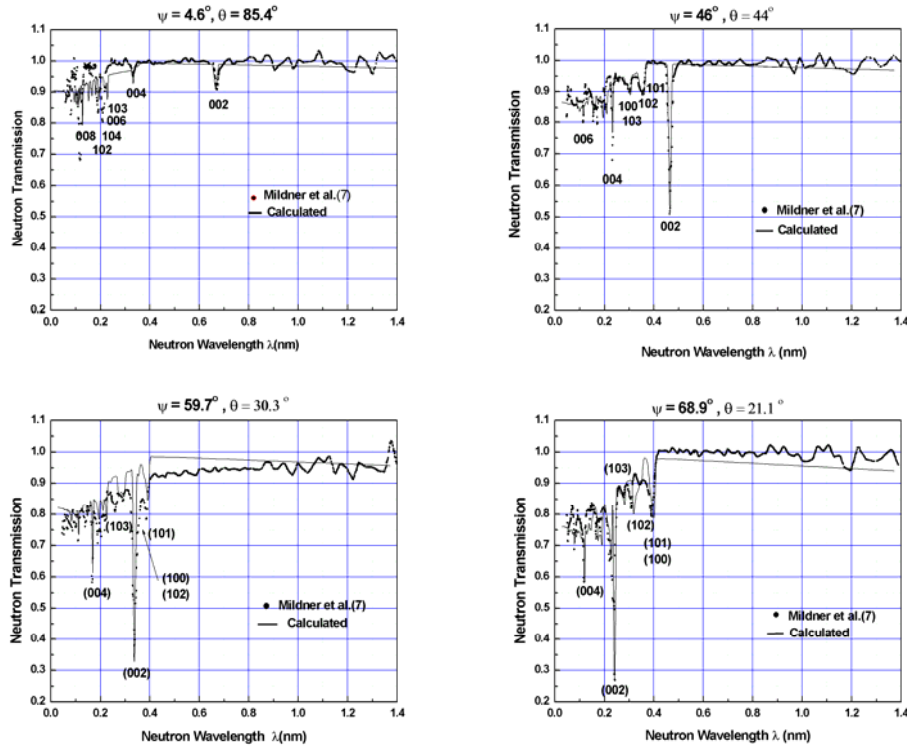 ψ = 4.6°, θ = 85.4°
Neutron Transmission
1.1
1.0
0.9
0.8
0.7
0.6
0.5
0.4
0.3
0.2
004
002
103
008 006
104
102
Mildner et al.(7)
Calculated
0.0 0.2 0.4 0.6 0.8 1.0 1.2 1.4
Neutron Wavelength λ(nm)
ψ = 46°, θ = 44°
Neutron Transmission
1.1
1.0
0.9
0.8
0.7
0.6
0.5
0.4
0.3
0.2
101
100 102
103
006
004
002
Mildner et al.(7)
Calculated
0.0 0.2 0.4 0.6 0.8 1.0 1.2 1.4
Neutron Wavelength λ (nm)
ψ = 59.7°, θ = 30.3°
Neutron Transmission
1.1
1.0
0.9
0.8
0.7
0.6
0.5
0.4
0.3
0.2
(103)
(101)
(100)
(004) (102)
(002)
Mildner et al.(7)
Calculated
0.0 0.2 0.4 0.6 0.8 1.0 1.2 1.4
Neutron Wavelength λ(nm)
ψ = 68.9°, θ = 21.1°
Neutron Transmission
1.1
1.0
0.9
0.8
0.7
0.6
0.5
0.4
0.3
0.2
(103)
(102)
(101)
(100)
(004)
(002)
Mildner et al.(7)
Calculated
0.0 0.2 0.4 0.6 0.8 1.0 1.2 1.4
Neutron Wavelength λ (nm)